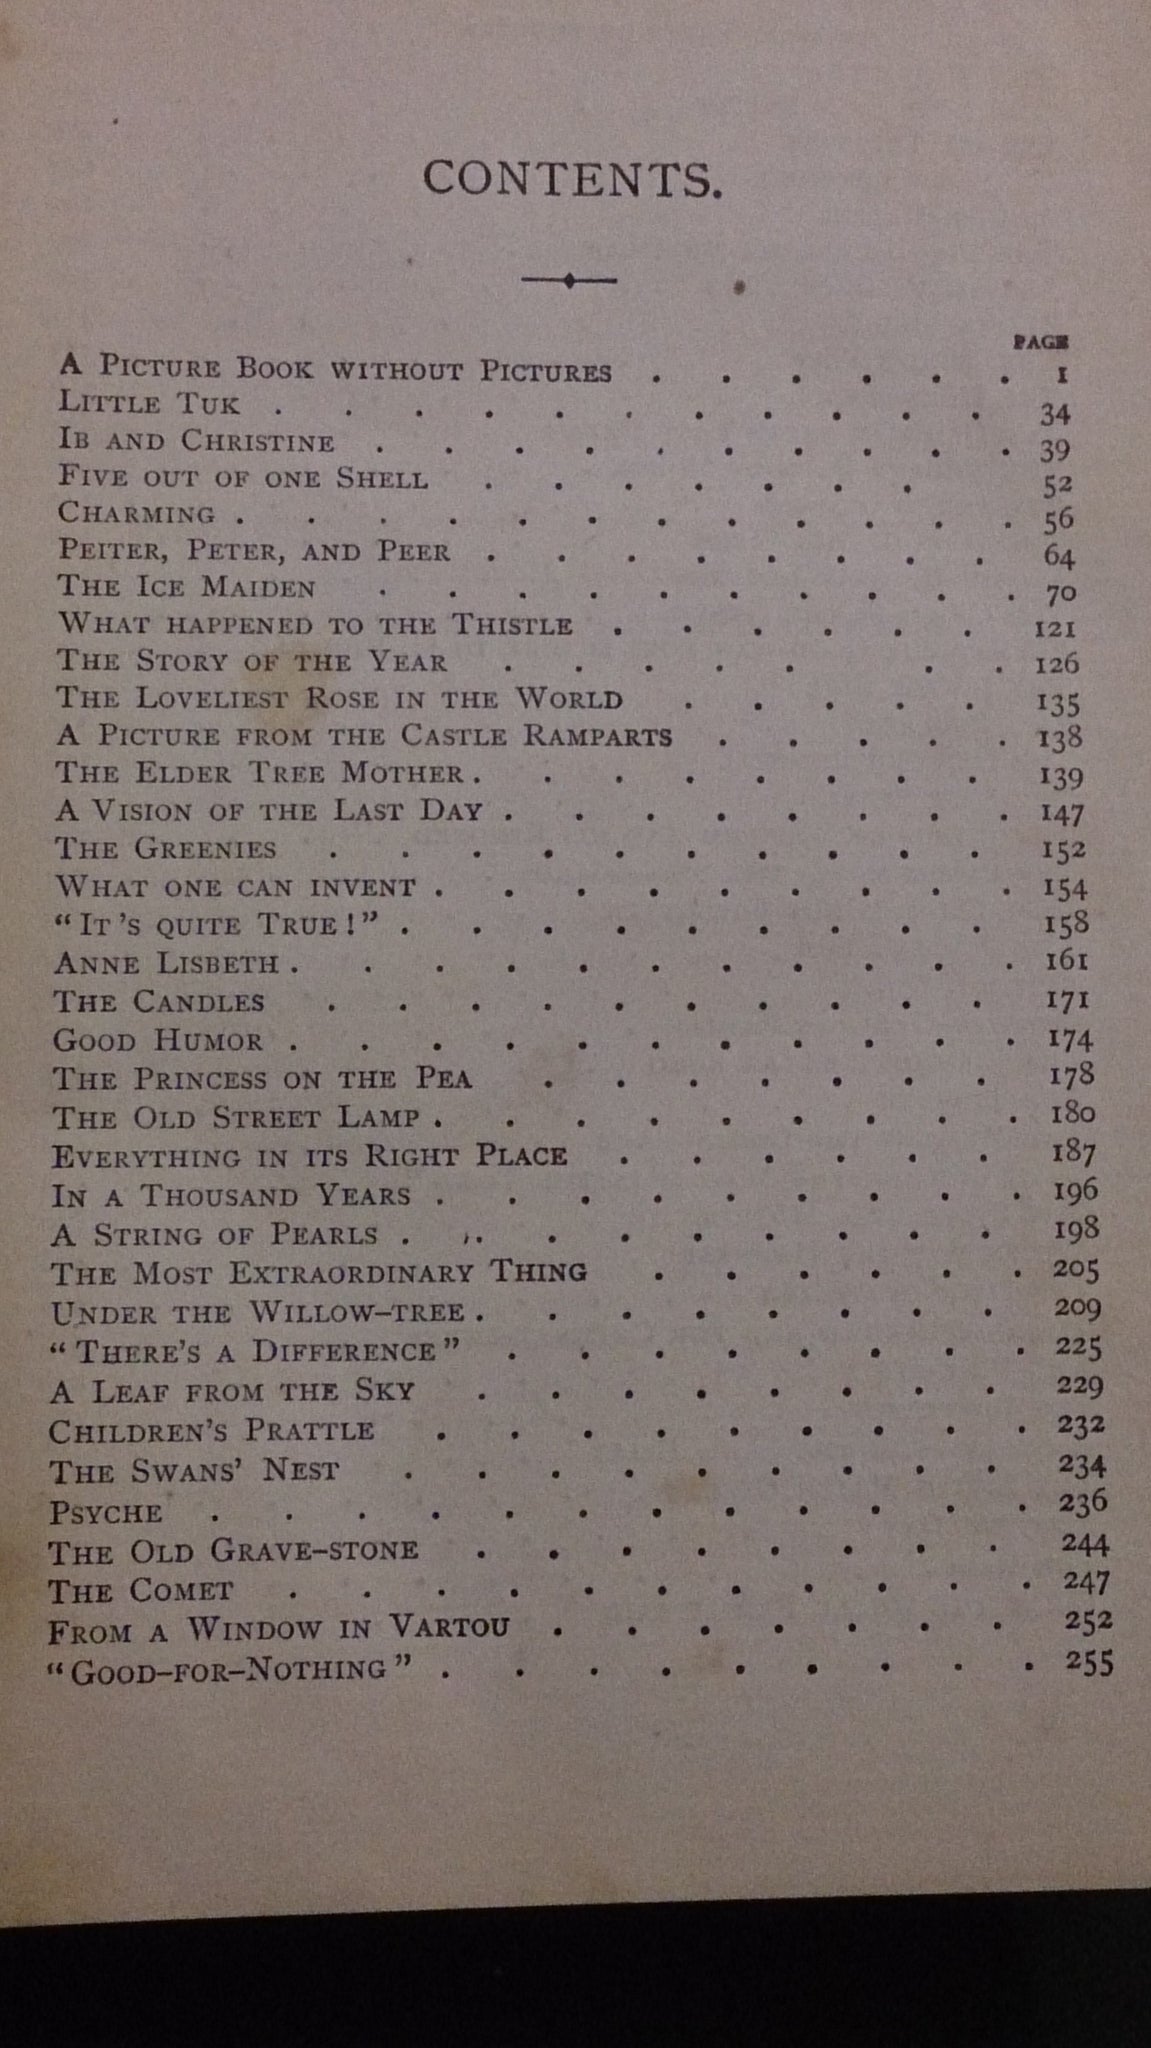 CONTENTS.
PAGE
A PICTURE BOOK WITHOUT PICTURES . . . . . . 1
LITTLE TUK . . . . . . . . . . . 34
IB AND CHRISTINE . . . . . . . . . . 39
FIVE OUT OF ONE SHELL . . . . . . . 52
CHARMING . . . . . . . . . . . . 56
PEITER, PETER, AND PEER . . . . . . . . 64
THE ICE MAIDEN . . . . . . . . . . 70
WHAT HAPPENED TO THE THISTLE . . . . . . 121
THE STORY OF THE YEAR . . . . . . . 126
THE LOVELIEST ROSE IN THE WORLD . . . . . 135
A PICTURE FROM THE CASTLE RAMPARTS . . . . . 138
THE ELDER TREE MOTHER . . . . . . . . 139
A VISION OF THE LAST DAY . . . . . . . . 147
THE GREENIES . . . . . . . . . . 152
WHAT ONE CAN INVENT . . . . . . . . . 154
“IT 'S QUITE TRUE!” . . . . . . . . . 158
ANNE LISBETH . . . . . . . . . . . 161
THE CANDLES . . . . . . . . . . 171
GOOD HUMOR . . . . . . . . . . . 174
THE PRINCESS ON THE PEA . . . . . . . 178
THE OLD STREET LAMP . . . . . . . . . 180
EVERYTHING IN ITS RIGHT PLACE . . . . . . 187
IN A THOUSAND YEARS . . . . . . . . . 196
A STRING OF PEARLS . . . . . . . . . 198
THE MOST EXTRAORDINARY THING . . . . . . 205
UNDER THE WILLOW-TREE . . . . . . . . 209
“THERE'S A DIFFERENCE” . . . . . . . . 225
A LEAF FROM THE SKY . . . . . . . . 229
CHILDREN'S PRATTLE . . . . . . . . . 232
THE SWANS' NEST . . . . . . . . . 234
PSYCHE . . . . . . . . . . . . 236
THE OLD GRAVE-STONE . . . . . . . . 244
THE COMET . . . . . . . . . . . 247
FROM A WINDOW IN VARTOU . . . . . . . 252
“GOOD-FOR-NOTHING” . . . . . . . . . 255